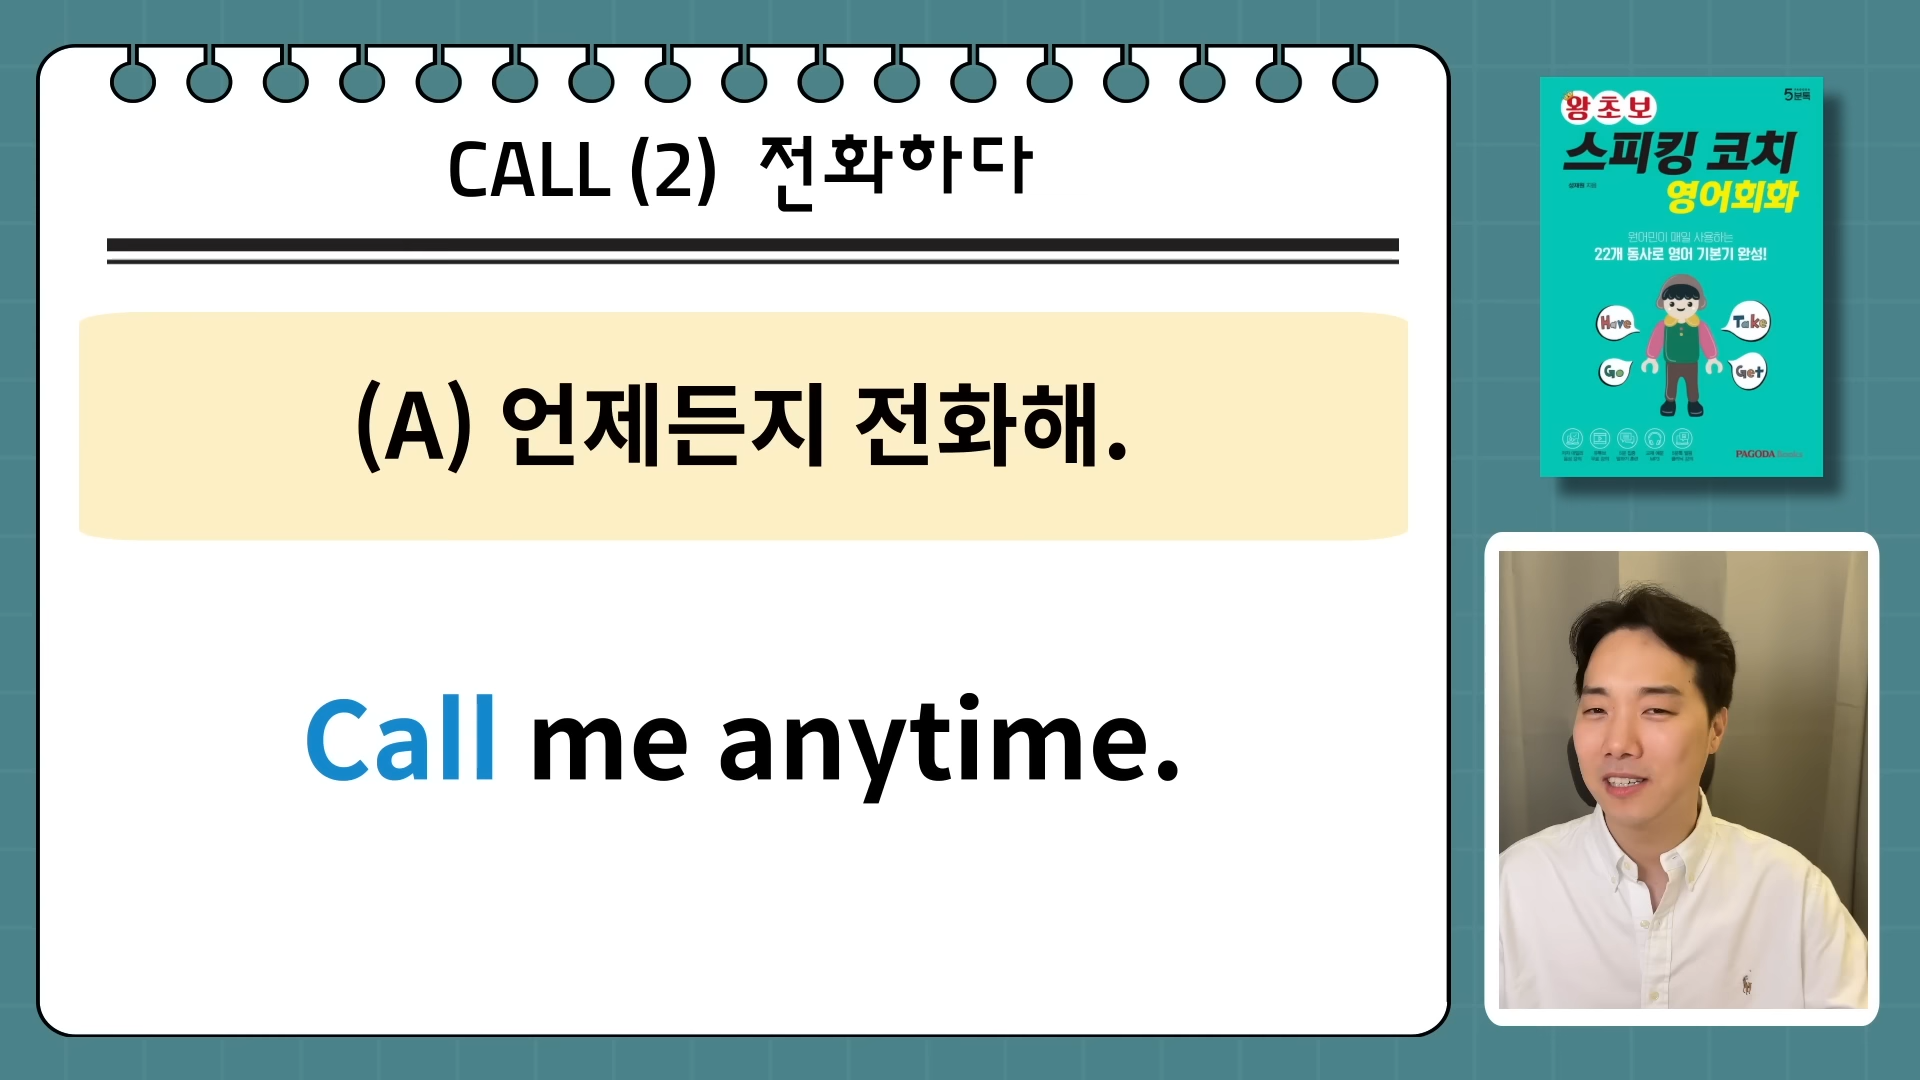 CALL (2) 전화하다
(A) 언제든지 전화해.
Call me anytime.
왕초보
5분톡
스피킹 코치
영어회화
원어민이 매일 사용하는
22개 동사로 영어 기본기 완성!
Have
Take
Go
Get
PAGODA Books